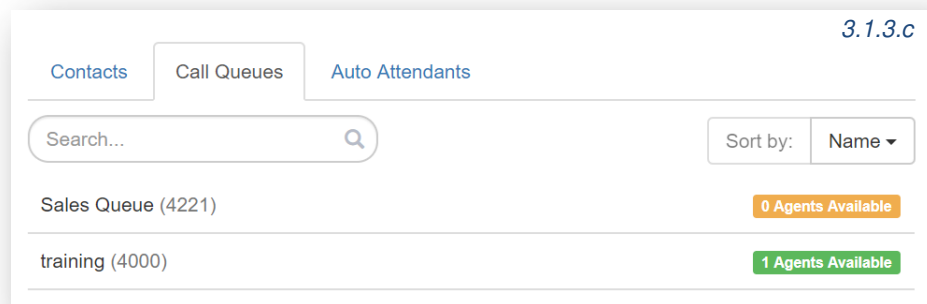 3.1.3.c
Contacts Call Queues Auto Attendants
Search... Sort by: Name
Sales Queue (4221) 0 Agents Available
training (4000) 1 Agents Available